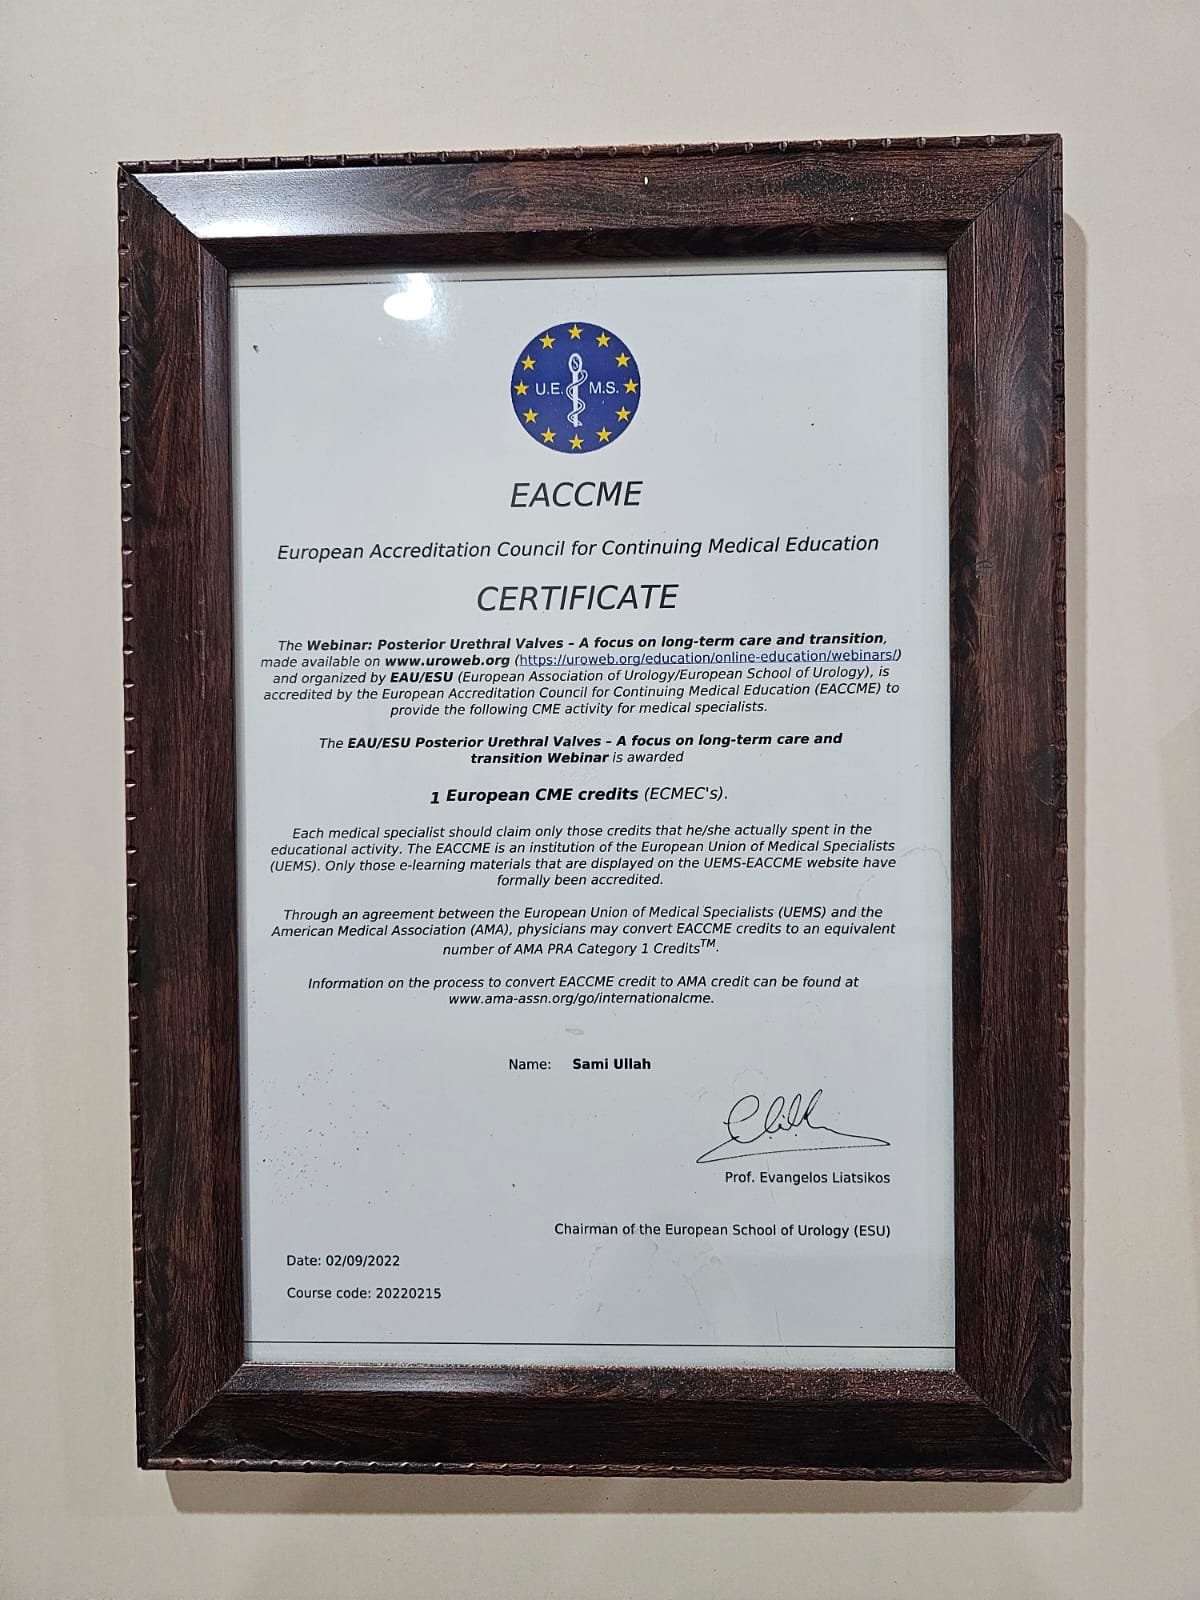 U.E. M.S.
EACCME
European Accreditation Council for Continuing Medical Education
CERTIFICATE
The Webinar: Posterior Urethral Valves – A focus on long-term care and transition,
made available on www.uroweb.org (https://uroweb.org/education/online-education/webinars/)
and organized by EAU/ESU (European Association of Urology/European School of Urology), is
accredited by the European Accreditation Council for Continuing Medical Education (EACCME) to
provide the following CME activity for medical specialists.
The EAU/ESU Posterior Urethral Valves – A focus on long-term care and
transition Webinar is awarded
1 European CME credits (ECMEC's).
Each medical specialist should claim only those credits that he/she actually spent in the
educational activity. The EACCME is an institution of the European Union of Medical Specialists
(UEMS). Only those e-learning materials that are displayed on the UEMS-EACCME website have
formally been accredited.
Through an agreement between the European Union of Medical Specialists (UEMS) and the
American Medical Association (AMA), physicians may convert EACCME credits to an equivalent
number of AMA PRA Category 1 Credits™.
Information on the process to convert EACCME credit to AMA credit can be found at
www.ama-assn.org/go/internationalcme.
Name: Sami Ullah
Prof. Evangelos Liatsikos
Chairman of the European School of Urology (ESU)
Date: 02/09/2022
Course code: 20220215